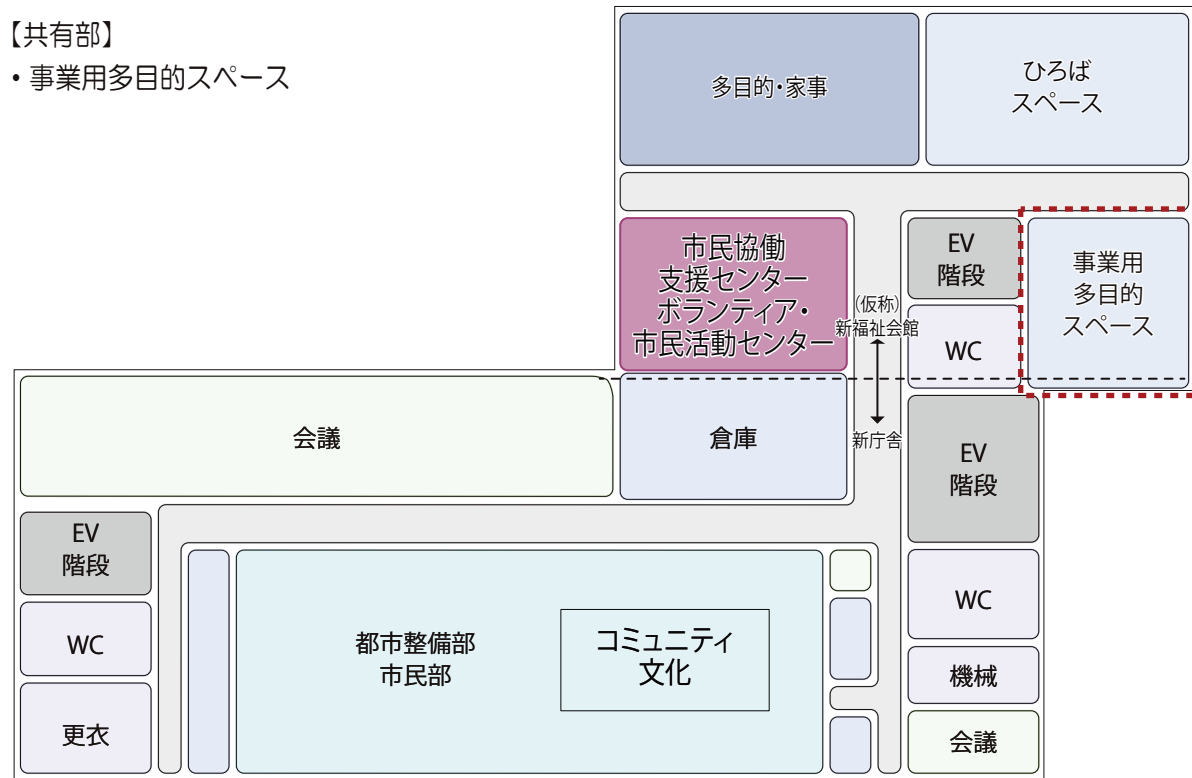 【共有部】
・事業用多目的スペース
多目的・家事
ひろば
スペース
市民協働
支援センター
ボランティア・
市民活動センター
(仮称)
新福祉会館
EV
階段
WC
事業用
多目的
スペース
会議
倉庫
新庁舎
EV
階段
EV
階段
WC
更衣
都市整備部
市民部
コミュニティ
文化
WC
機械
会議